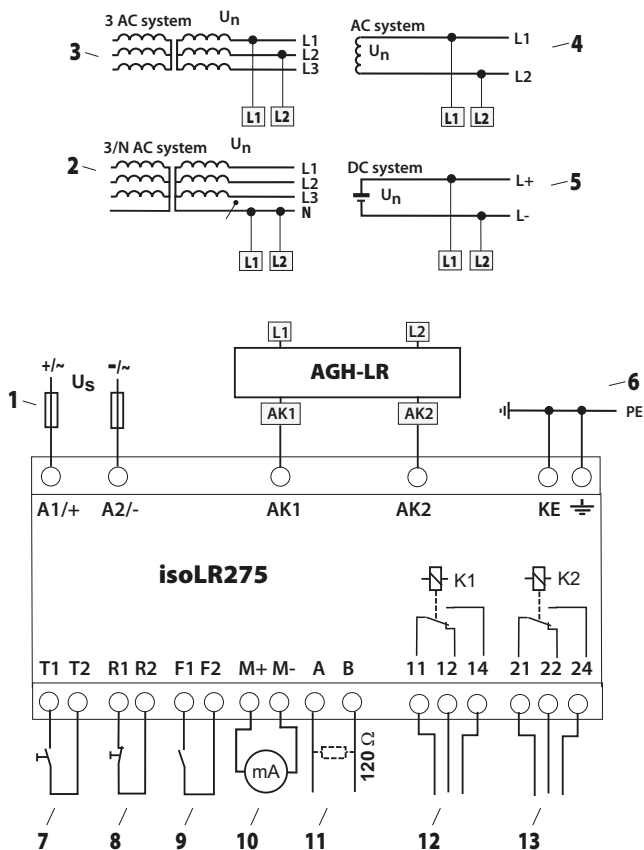 3 AC system Un
L1
3 L2
L3
L1 L2
AC system
Un
L1
4
L2
L1 L2
3/N AC system Un
2
L1
L2
L3
N
L1 L2
DC system
Un
L+
5
L-
L1 L2
L1 L2
AGH-LR
AK1 AK2
+/~ -/~
Us
1
6
PE
A1/+ A2/- AK1 AK2 KE
isoLR275
K1 K2
T1 T2 R1 R2 F1 F2 M+ M- A B 11 12 14 21 22 24
mA
120 Ω
7 8 9 10 11 12 13